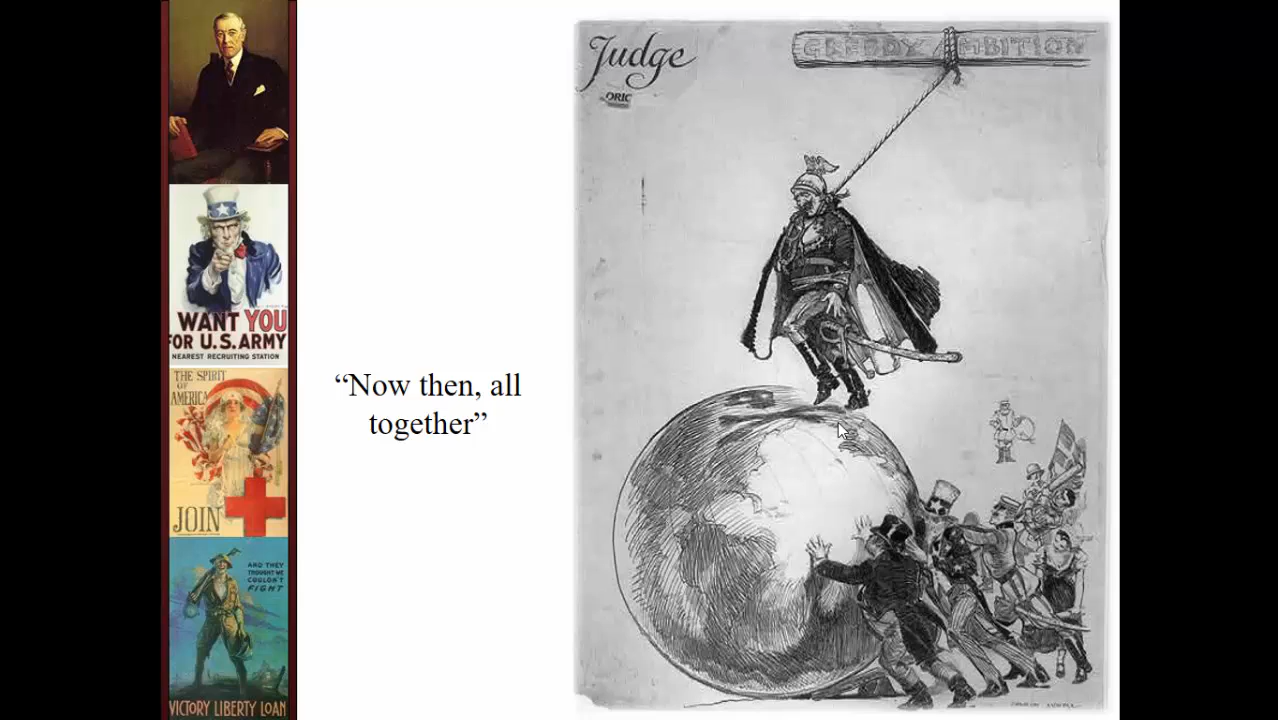 WANT YOU
FOR U.S. ARMY
NEAREST RECRUITING STATION
THE SPIRIT
OF
AMERICA
JOIN
AND THEY
THOUGHT WE
COULDN'T
FIGHT
VICTORY LIBERTY LOAN
“Now then, all
together”
Judge
ORIC
GREEDY AMBITION